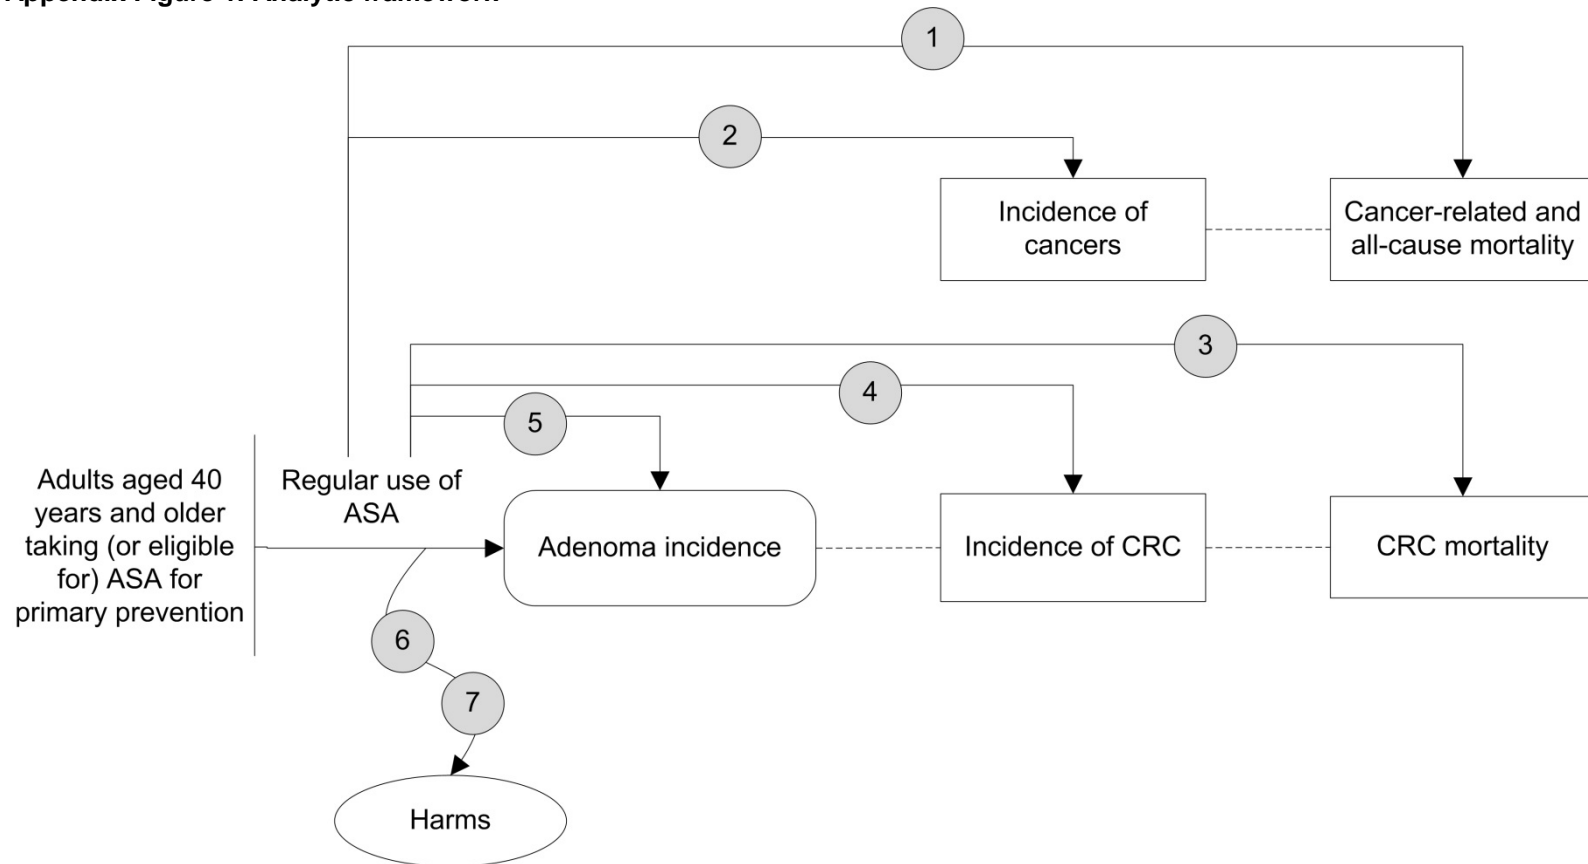 Appendix Figure 1. Analytic framework
1
2
Incidence of
cancers
Cancer-related and
all-cause mortality
3
4
5
Adults aged 40
years and older
taking (or eligible
for) ASA for
primary prevention
Regular use of
ASA
Adenoma incidence
Incidence of CRC
CRC mortality
6
7
Harms